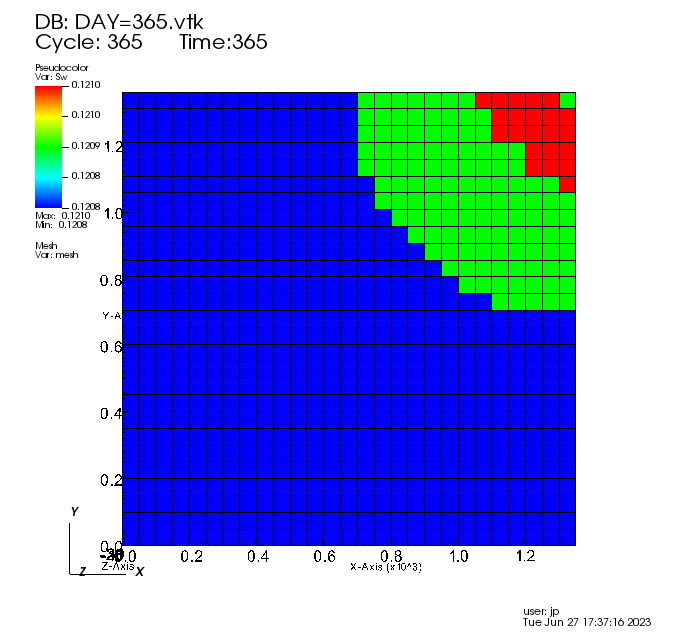 DB: DAY=365.vtk
Cycle: 365 Time:365
Pseudocolor
Var: Sw
0.1210
0.1210
0.1209
0.1208
0.1208
Max: 0.1210
Min: 0.1208
Mesh
Var: mesh
1.2
1.0
0.8
Y-A
0.6
0.4
0.2
0.0
0.0 0.2 0.4 0.6 0.8 1.0 1.2
Z-Axis
X-Axis (x10^3)
Y
Z X
user: jp
Tue Jun 27 17:37:16 2023